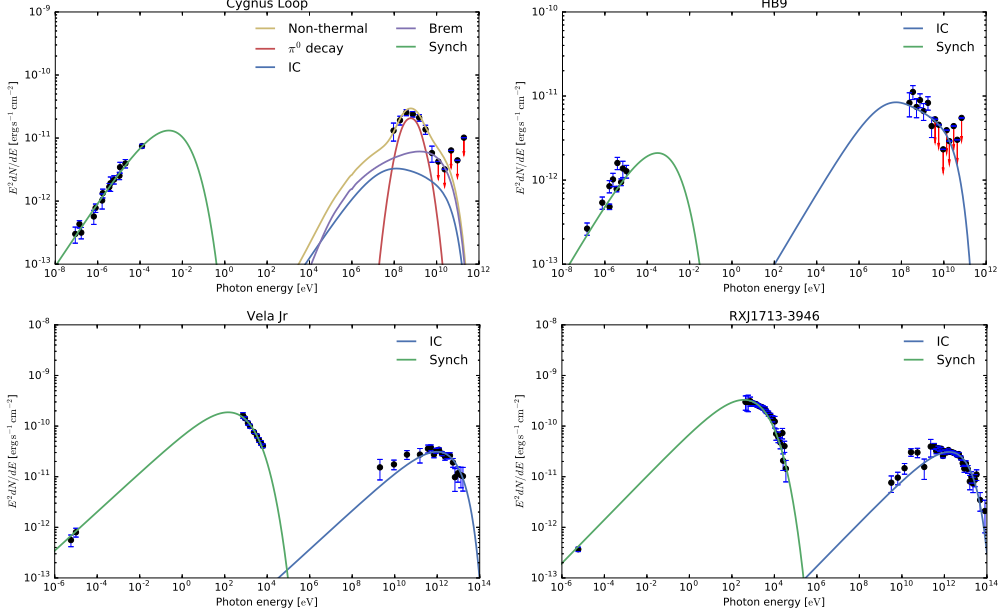 Cygnus Loop
Non-thermal
π⁰ decay
IC
Brem
Synch
10⁻⁹
10⁻¹⁰
10⁻¹¹
10⁻¹²
10⁻¹³
E²dN/dE [erg s⁻¹ cm⁻²]
10⁻⁸ 10⁻⁶ 10⁻⁴ 10⁻² 10⁰ 10² 10⁴ 10⁶ 10⁸ 10¹⁰ 10¹²
Photon energy [eV]
HB9
IC
Synch
10⁻¹⁰
10⁻¹¹
10⁻¹²
10⁻¹³
E²dN/dE [erg s⁻¹ cm⁻²]
10⁻⁸ 10⁻⁶ 10⁻⁴ 10⁻² 10⁰ 10² 10⁴ 10⁶ 10⁸ 10¹⁰ 10¹²
Photon energy [eV]
Vela Jr
IC
Synch
10⁻⁸
10⁻⁹
10⁻¹⁰
10⁻¹¹
10⁻¹²
10⁻¹³
E²dN/dE [erg s⁻¹ cm⁻²]
10⁻⁶ 10⁻⁴ 10⁻² 10⁰ 10² 10⁴ 10⁶ 10⁸ 10¹⁰ 10¹² 10¹⁴
Photon energy [eV]
RXJ1713-3946
IC
Synch
10⁻⁸
10⁻⁹
10⁻¹⁰
10⁻¹¹
10⁻¹²
10⁻¹³
E²dN/dE [erg s⁻¹ cm⁻²]
10⁻⁶ 10⁻⁴ 10⁻² 10⁰ 10² 10⁴ 10⁶ 10⁸ 10¹⁰ 10¹² 10¹⁴
Photon energy [eV]